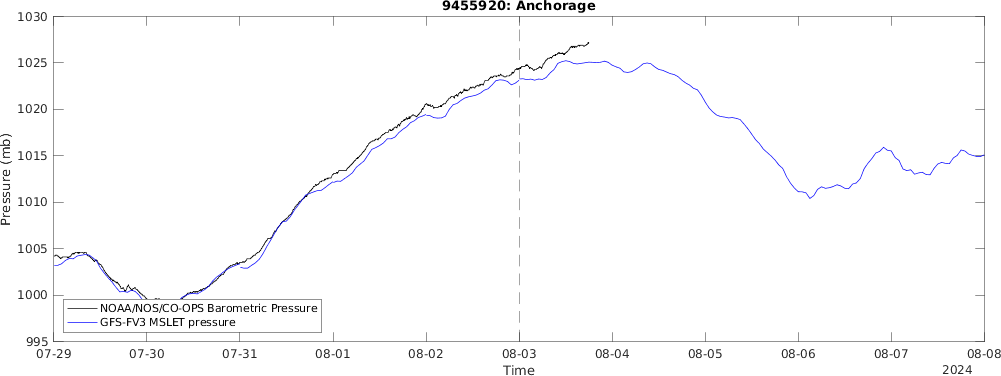 9455920: Anchorage
1030
1025
1020
1015
1010
1005
1000
995
Pressure (mb)
NOAA/NOS/CO-OPS Barometric Pressure
GFS-FV3 MSLET pressure
07-29 07-30 07-31 08-01 08-02 08-03 08-04 08-05 08-06 08-07 08-08
Time
2024